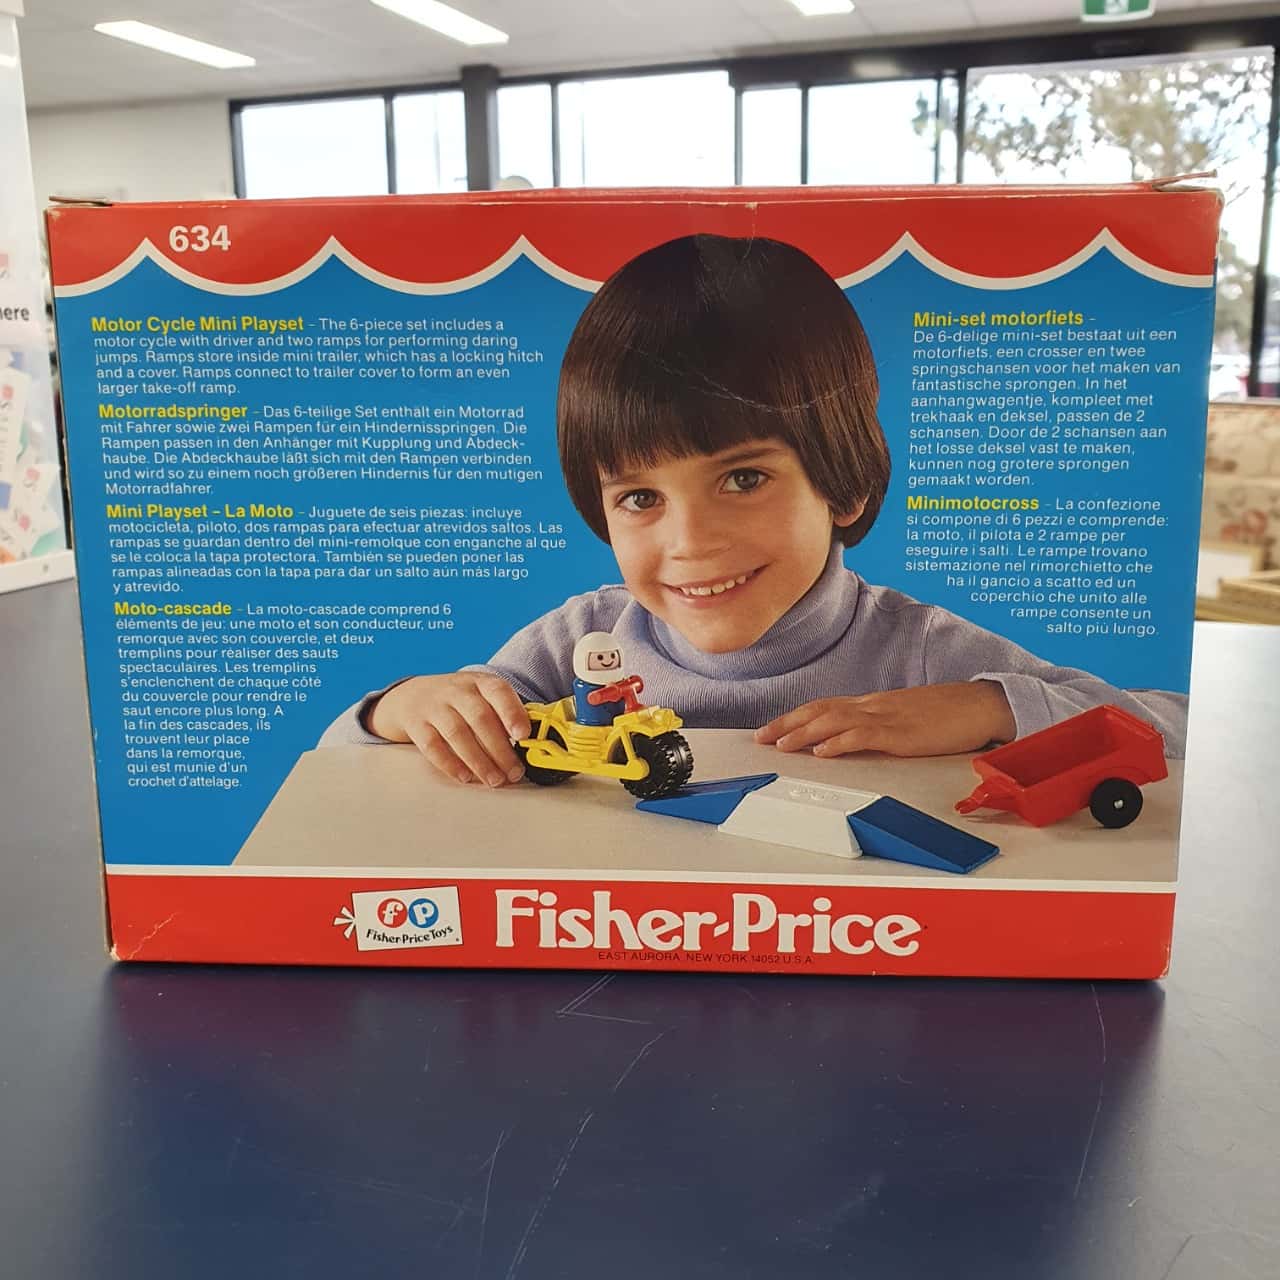 634
Motor Cycle Mini Playset – The 6-piece set includes a
motor cycle with driver and two ramps for performing daring
jumps. Ramps store inside mini trailer, which has a locking hitch
and a cover. Ramps connect to trailer cover to form an even
larger take-off ramp.
Motorradspringer – Das 6-teilige Set enthält ein Motorrad
mit Fahrer sowie zwei Rampen für ein Hindernisspringen. Die
Rampen passen in den Anhänger mit Kupplung und Abdeck-
haube. Die Abdeckhaube läßt sich mit den Rampen verbinden
und wird so zu einem noch größeren Hindernis für den mutigen
Motorradfahrer.
Mini Playset – La Moto – Juguete de seis piezas: incluye
motocicleta, piloto, dos rampas para efectuar atrevidos saltos. Las
rampas se guardan dentro del mini-remolque con enganche al que
se le coloca la tapa protectora. También se pueden poner las
rampas alineadas con la tapa para dar un salto aún más largo
y atrevido.
Moto-cascade – La moto-cascade comprend 6
éléments de jeu: une moto et son conducteur, une
remorque avec son couvercle, et deux
tremplins pour réaliser des sauts
spectaculaires. Les tremplins
s'enclenchent de chaque côté
du couvercle pour rendre le
saut encore plus long. A
la fin des cascades, ils
trouvent leur place
dans la remorque,
qui est munie d'un
crochet d'attelage.
Mini-set motorfiets –
De 6-delige mini-set bestaat uit een
motorfiets, een crosser en twee
springschansen voor het maken van
fantastische sprongen. In het
aanhangwagentje, kompleet met
trekhaak en deksel, passen de 2
schansen. Door de 2 schansen aan
het losse deksel vast te maken,
kunnen nog grotere sprongen
gemaakt worden.
Minimotocross – La confezione
si compone di 6 pezzi e comprende:
la moto, il pilota e 2 rampe per
eseguire i salti. Le rampe trovano
sistemazione nel rimorchietto che
ha il gancio a scatto ed un
coperchio che unito alle
rampe consente un
salto più lungo.
fp
Fisher-Price Toys
Fisher-Price
EAST AURORA, NEW YORK 14052 U.S.A.